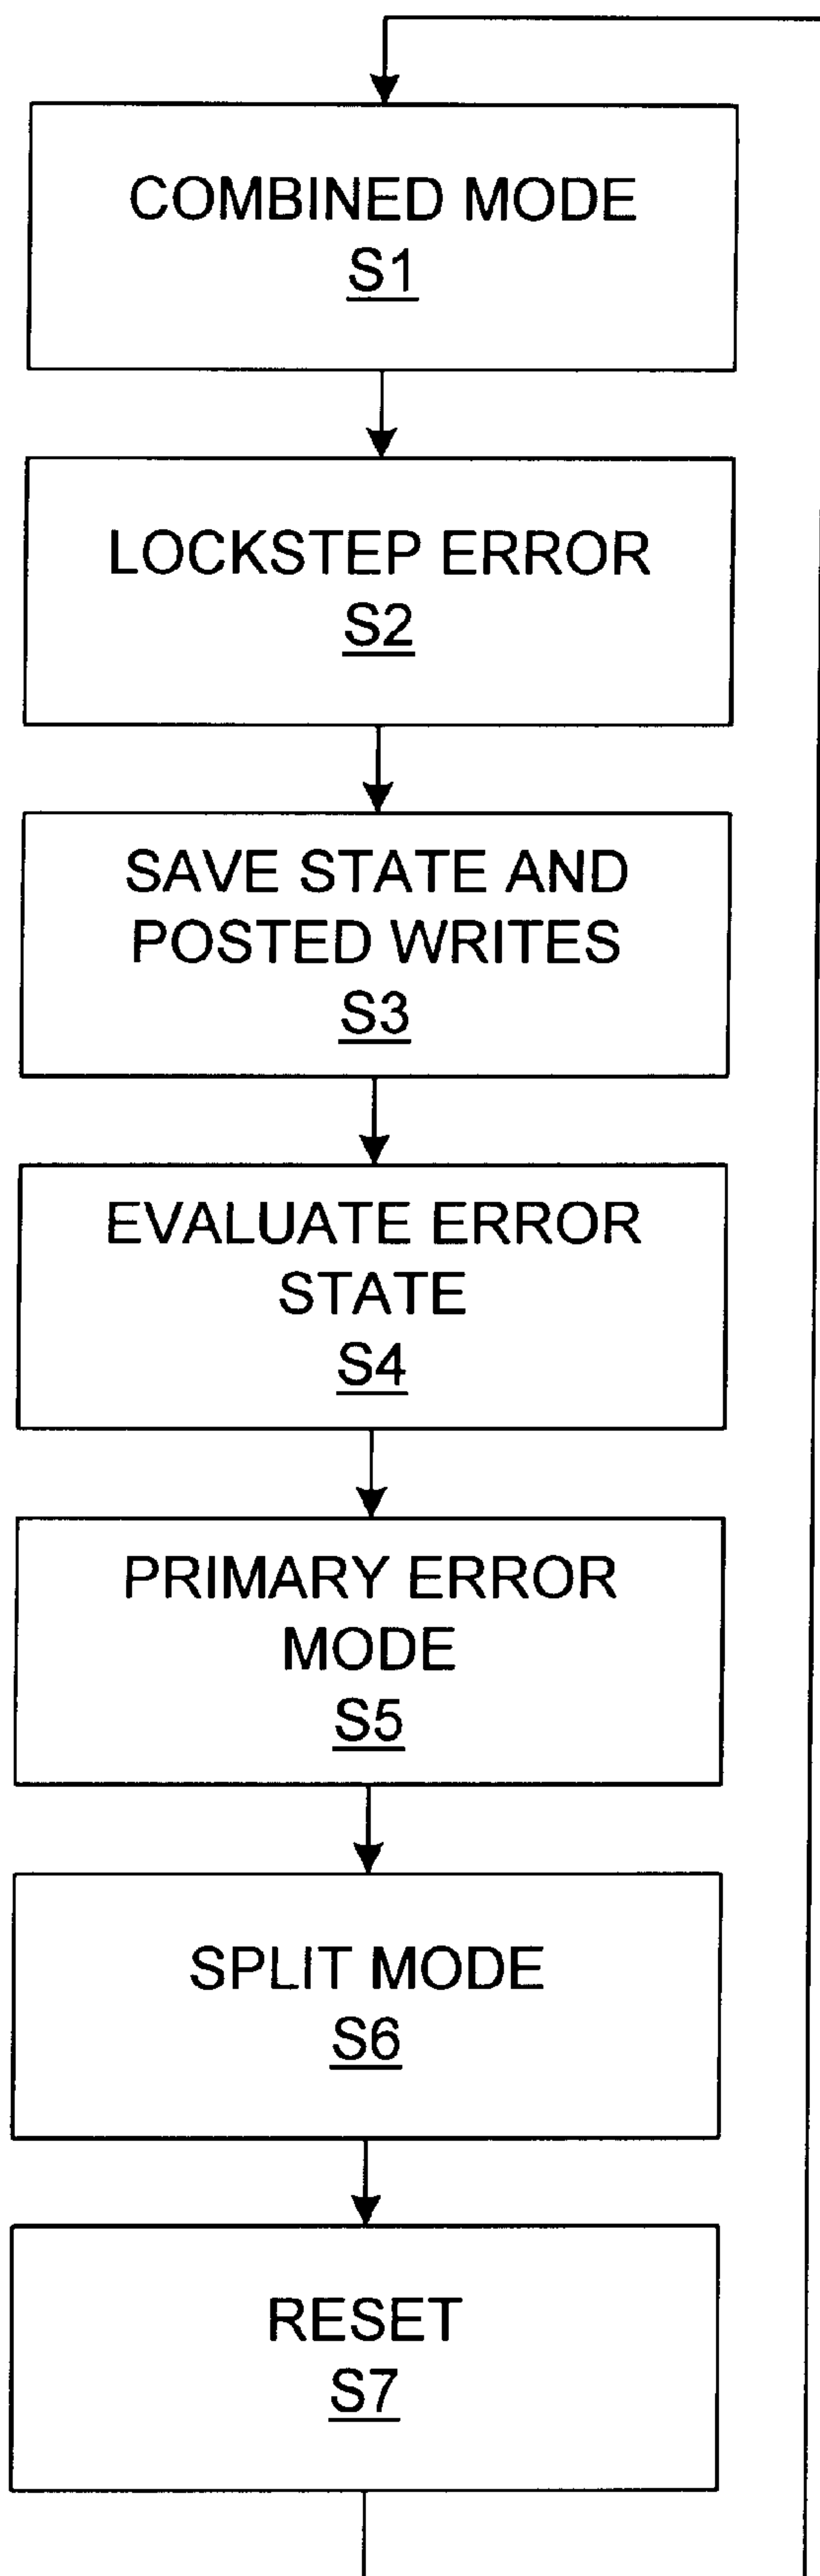 COMBINED MODE
S1
LOCKSTEP ERROR
S2
SAVE STATE AND
POSTED WRITES
S3
EVALUATE ERROR
STATE
S4
PRIMARY ERROR
MODE
S5
SPLIT MODE
S6
RESET
S7